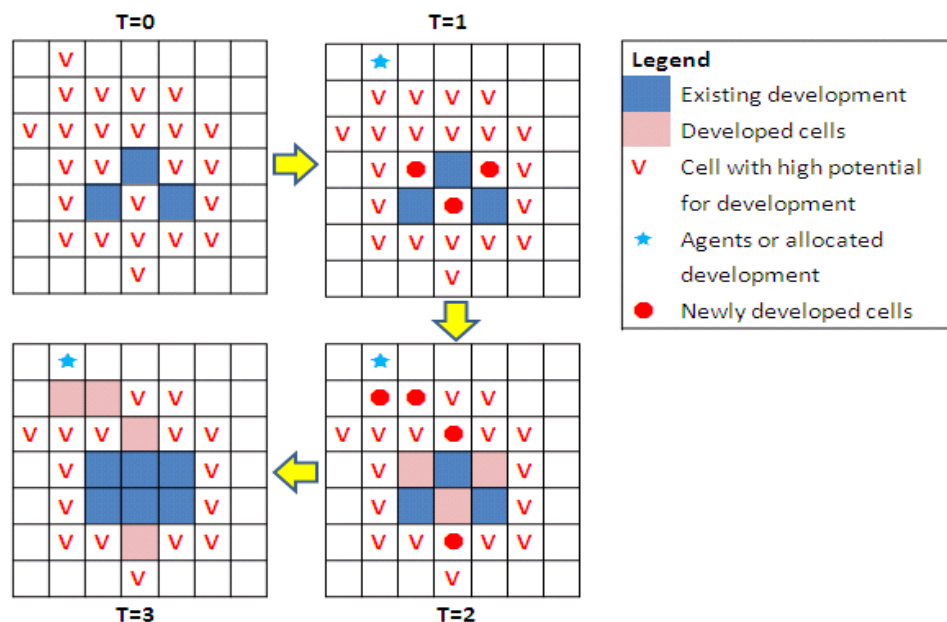 T=0
V
V V V V
V V V V V V
V V V V
V V V
V V V V V
V
T=1
V V V V
V V V V V V
V V
V V
V V V V V
V
Legend
Existing development
Developed cells
V Cell with high potential
for development
Agents or allocated
development
Newly developed cells
V V
V V V V V
V V
V V
V V V V
V
T=3
V V
V V V V V
V V
V V
V V V V
V
T=2